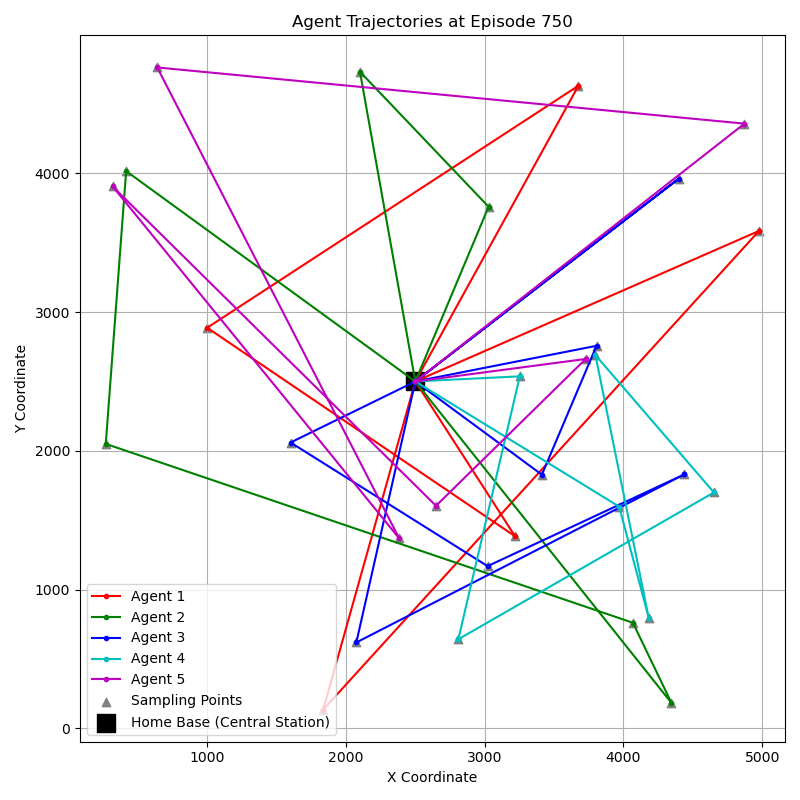 Agent Trajectories at Episode 750
Y Coordinate
4000
3000
2000
1000
0
Agent 1
Agent 2
Agent 3
Agent 4
Agent 5
Sampling Points
Home Base (Central Station)
1000 2000 3000 4000 5000
X Coordinate